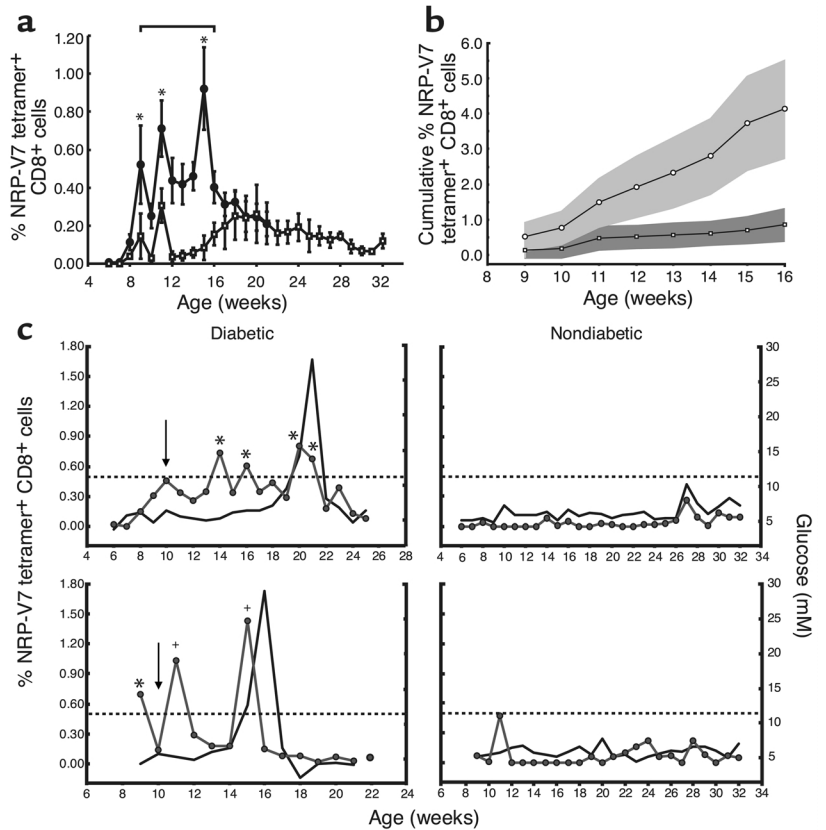 a
% NRP-V7 tetramer+
CD8+ cells
1.20
1.00
0.80
0.60
0.40
0.20
0.00
* * *
4 8 12 16 20 24 28 32
Age (weeks)
b
Cumulative % NRP-V7
tetramer+ CD8+ cells
6.0
5.0
4.0
3.0
2.0
1.0
0.0
8 9 10 11 12 13 14 15 16
Age (weeks)
c
Diabetic
Nondiabetic
% NRP-V7 tetramer+ CD8+ cells
1.80
1.50
1.20
0.90
0.60
0.30
0.00
* * * *
4 6 8 10 12 14 16 18 20 22 24 26 28
30
25
20
15
10
5
4 6 8 10 12 14 16 18 20 22 24 26 28 30 32 34
Glucose (mM)
1.80
1.50
1.20
0.90
0.60
0.30
0.00
* + +
6 8 10 12 14 16 18 20 22 24
30
25
20
15
10
5
6 8 10 12 14 16 18 20 22 24 26 28 30 32 34
Age (weeks)